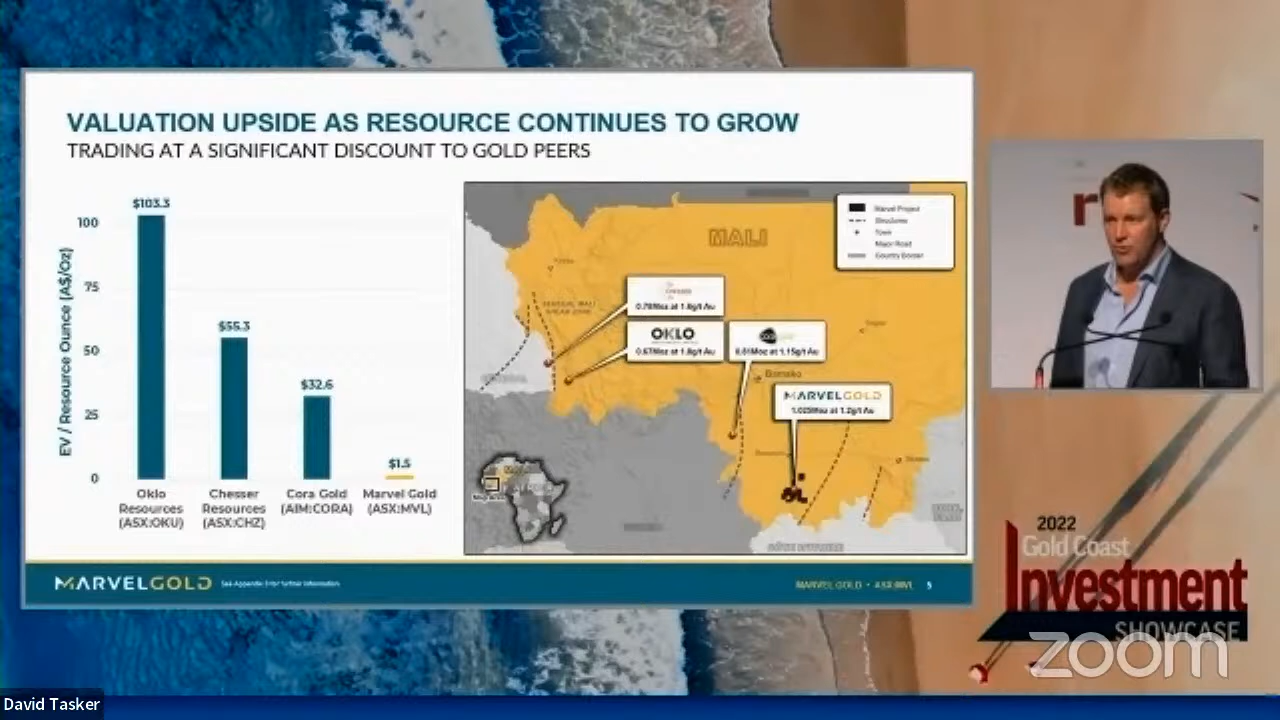 VALUATION UPSIDE AS RESOURCE CONTINUES TO GROW
TRADING AT A SIGNIFICANT DISCOUNT TO GOLD PEERS
EV / Resource Ounce (A$/Oz)
100
75
50
25
0
$103.3
$55.3
$32.6
$1.5
Oklo
Resources
(ASX:OKU)
Chesser
Resources
(ASX:CHZ)
Cora Gold
(AIM:CORA)
Marvel Gold
(ASX:MVL)
MALI
Marvel Project
Structures
Town
Major Road
Country Border
0.78Moz at 1.8g/t Au
OKLO
0.67Moz at 1.8g/t Au
0.81Moz at 1.15g/t Au
Bamako
MARVELGOLD
1.025Moz at 1.2g/t Au
MARVELGOLD
See Appendix 3 for further information
MARVEL GOLD • ASX:MVL 5
2022
Gold Coast
Investment
SHOWCASE
zoom
David Tasker